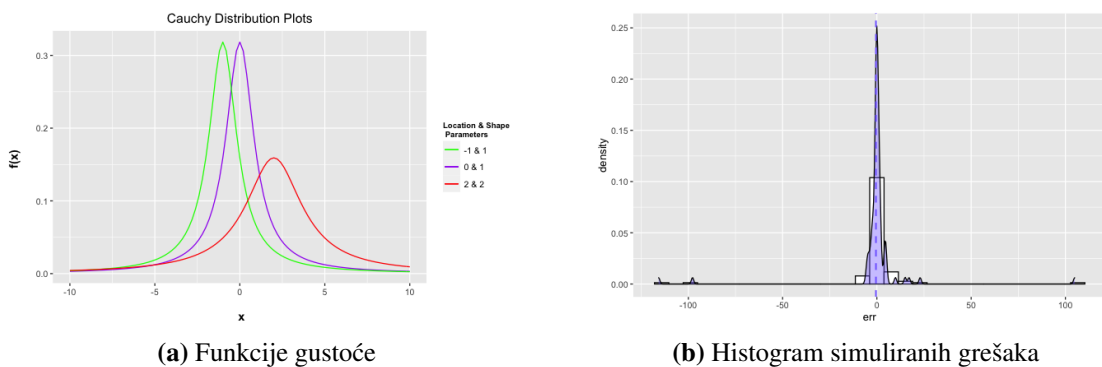 Cauchy Distribution Plots
f(x)
0.3
0.2
0.1
0.0
-10
-5
0
5
10
x
Location & Shape
Parameters
-1 & 1
0 & 1
2 & 2
(a) Funkcije gustoće
density
0.25
0.20
0.15
0.10
0.05
0.00
-100
-50
0
50
100
err
(b) Histogram simuliranih grešaka